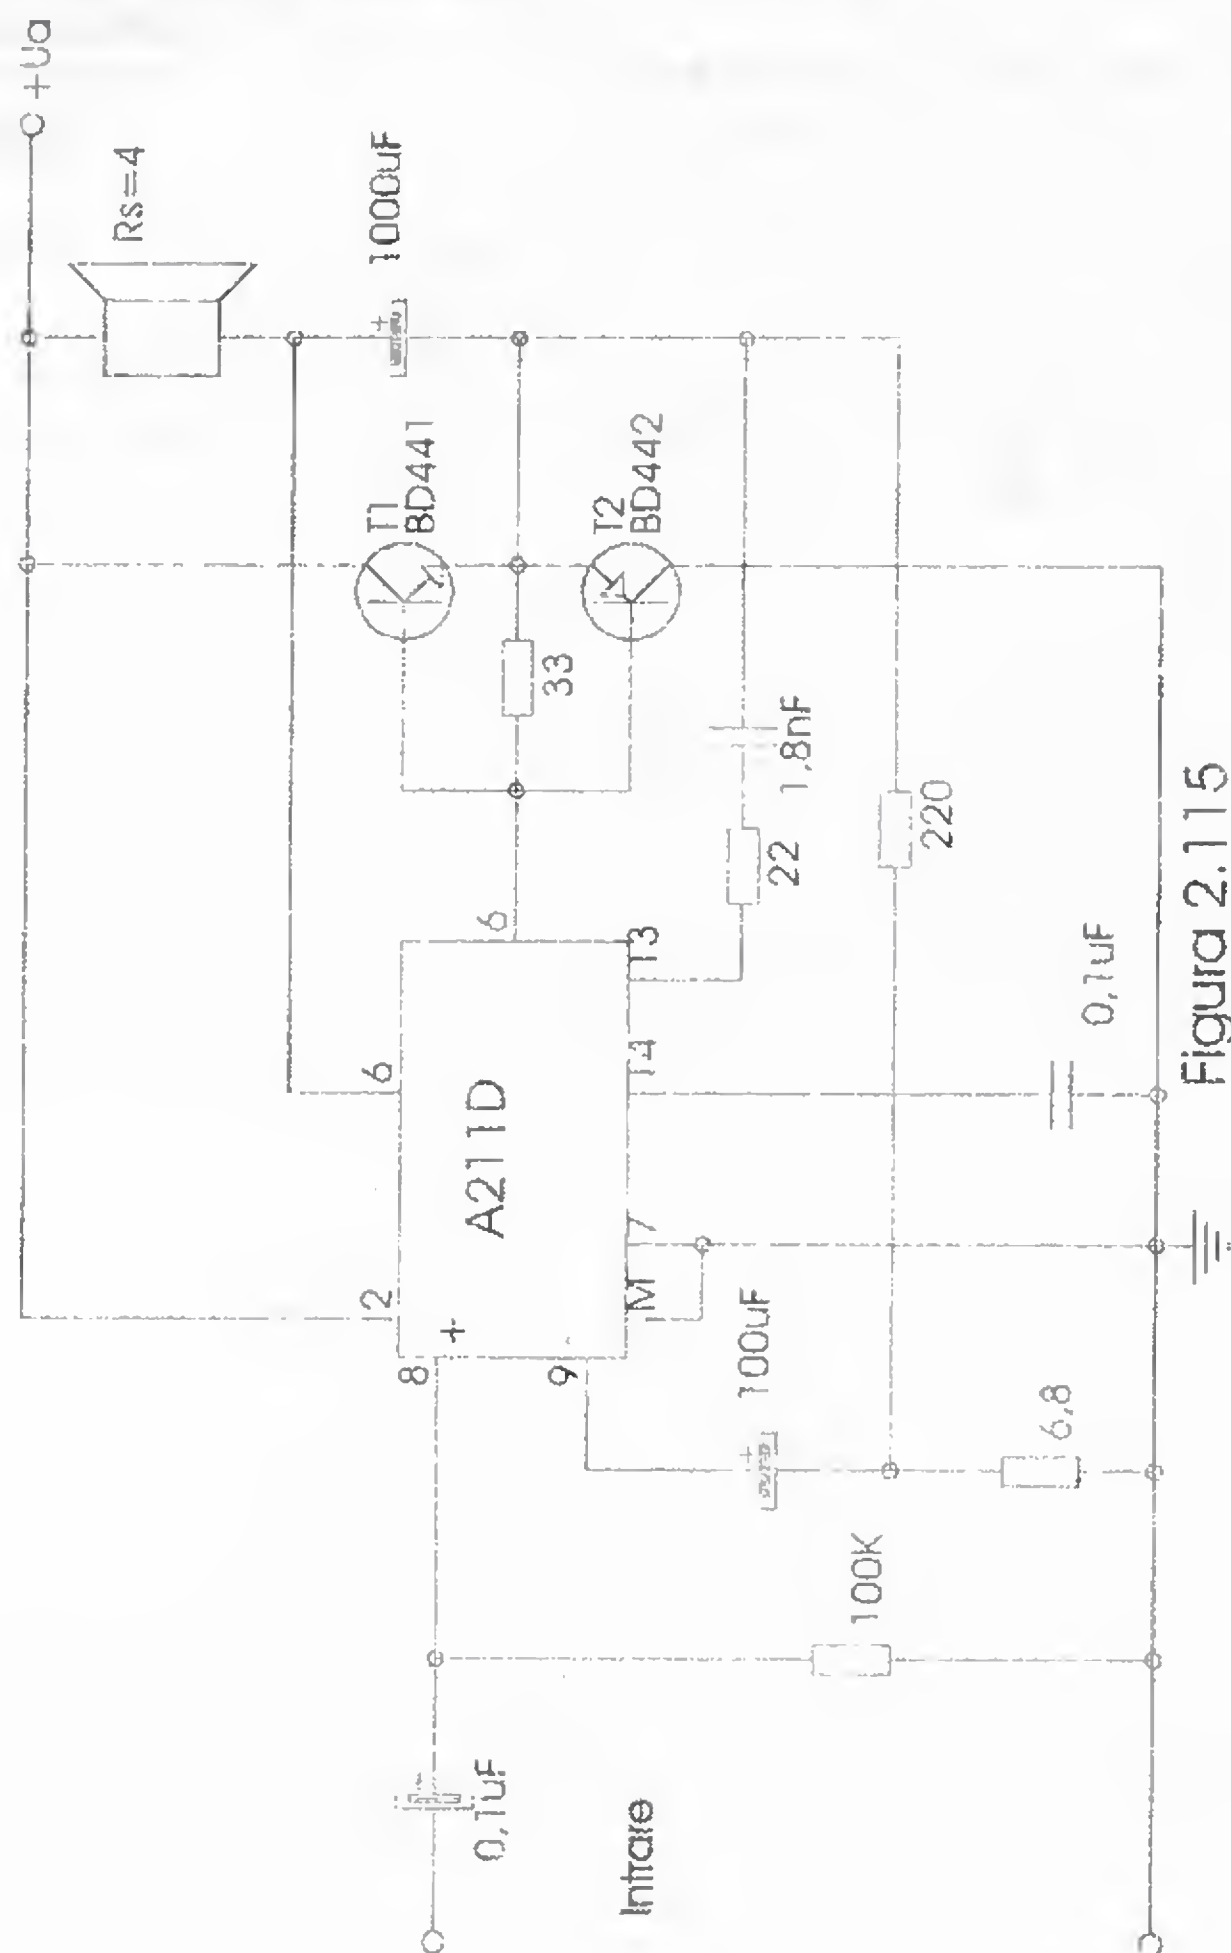 +Ua
Rs=4
1000uF
T1
BD441
T2
BD442
33
1,8nF
22
220
6
13
6
14
A211D
0,1uF
12
7
M
+
8
9
100uF
6,8
100K
0,1uF
Intrare
Figura 2.115